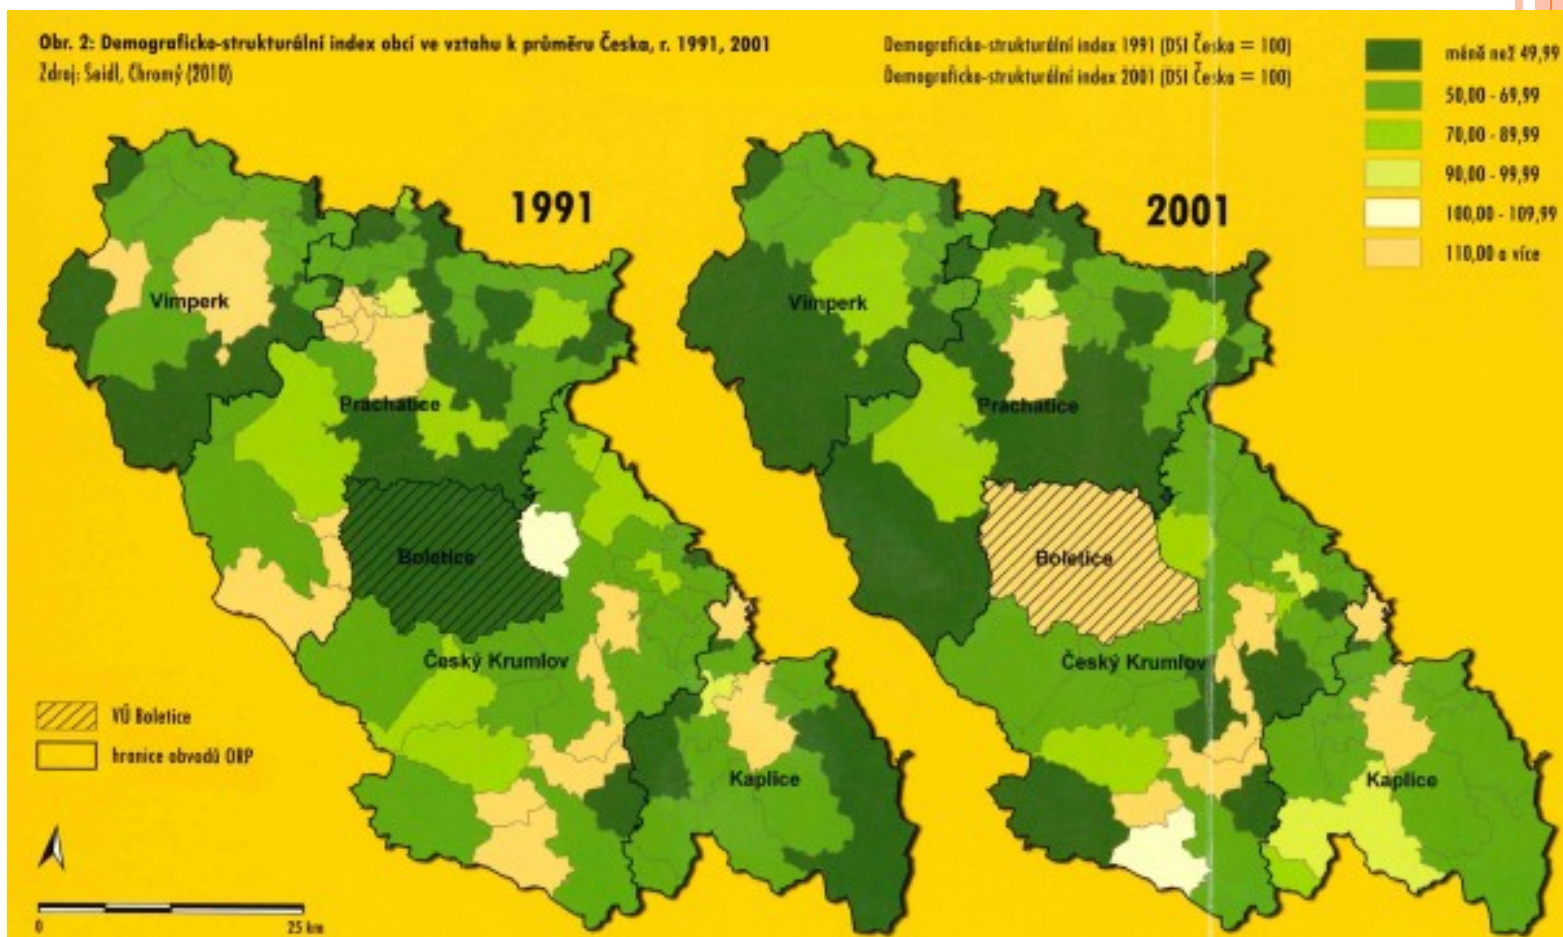 Obr. 2: Demograficko-strukturální index obcí ve vztahu k průměru Česka, r. 1991, 2001
Zdroj: Seidl, Chromý (2010)
Demograficko-strukturální index 1991 (DSI Česka = 100)
Demograficko-strukturální index 2001 (DSI Česka = 100)
méně než 49,99
50,00 - 69,99
70,00 - 89,99
90,00 - 99,99
100,00 - 109,99
110,00 a více
1991
Vimperk
Prachatice
Boletice
Český Krumlov
Kaplice
2001
Vimperk
Prachatice
Boletice
Český Krumlov
Kaplice
VÚ Boletice
hranice obvodů ORP
0 25 km